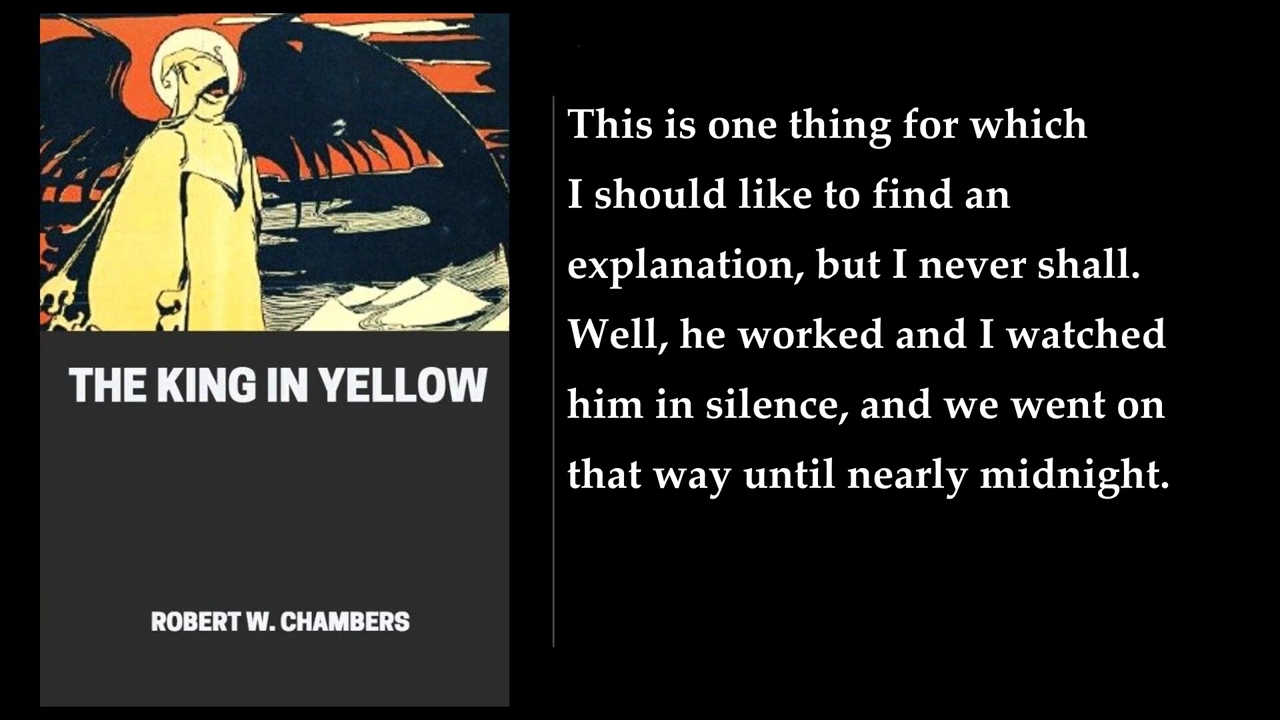 THE KING IN YELLOW
ROBERT W. CHAMBERS
This is one thing for which
I should like to find an
explanation, but I never shall.
Well, he worked and I watched
him in silence, and we went on
that way until nearly midnight.